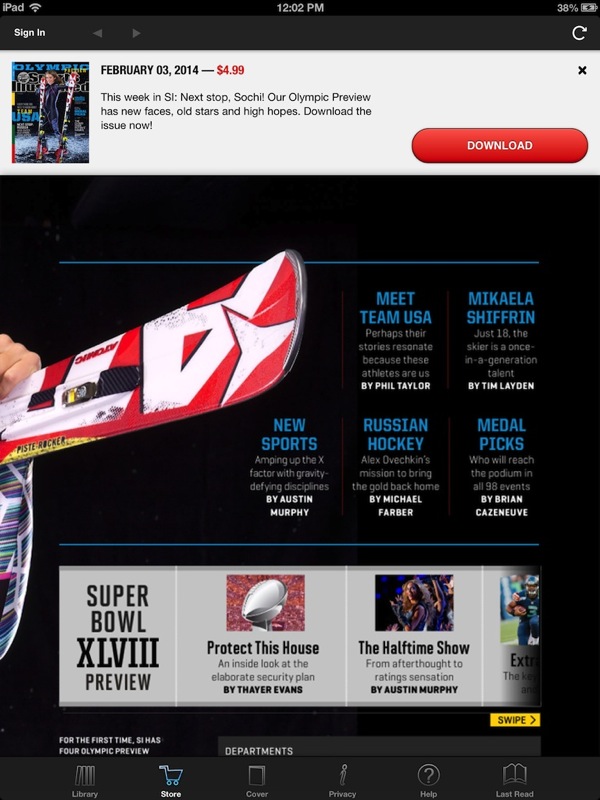 iPad 12:02 PM 38%
Sign In
FEBRUARY 03, 2014 — $4.99
This week in SI: Next stop, Sochi! Our Olympic Preview
has new faces, old stars and high hopes. Download the
issue now!
DOWNLOAD
OLYMPIC
Sports
Illustrated
TEAM
USA
ATOMIC
PISTE ROCKER
MEET
TEAM USA
Perhaps their
stories resonate
because these
athletes are us
BY PHIL TAYLOR
MIKAELA
SHIFFRIN
Just 18, the
skier is a once-
in-a-generation
talent
BY TIM LAYDEN
NEW
SPORTS
Amping up the X
factor with gravity-
defying disciplines
BY AUSTIN
MURPHY
RUSSIAN
HOCKEY
Alex Ovechkin's
mission to bring
the gold back home
BY MICHAEL
FARBER
MEDAL
PICKS
Who will reach
the podium in
all 98 events
BY BRIAN
CAZENEUVE
SUPER
BOWL
XLVIII
PREVIEW
Protect This House
An inside look at the
elaborate security plan
BY THAYER EVANS
The Halftime Show
From afterthought to
ratings sensation
BY AUSTIN MURPHY
Extr
The key
and
SWIPE
FOR THE FIRST TIME, SI HAS
FOUR OLYMPIC PREVIEW
DEPARTMENTS
Library Store Cover Privacy Help Last Read